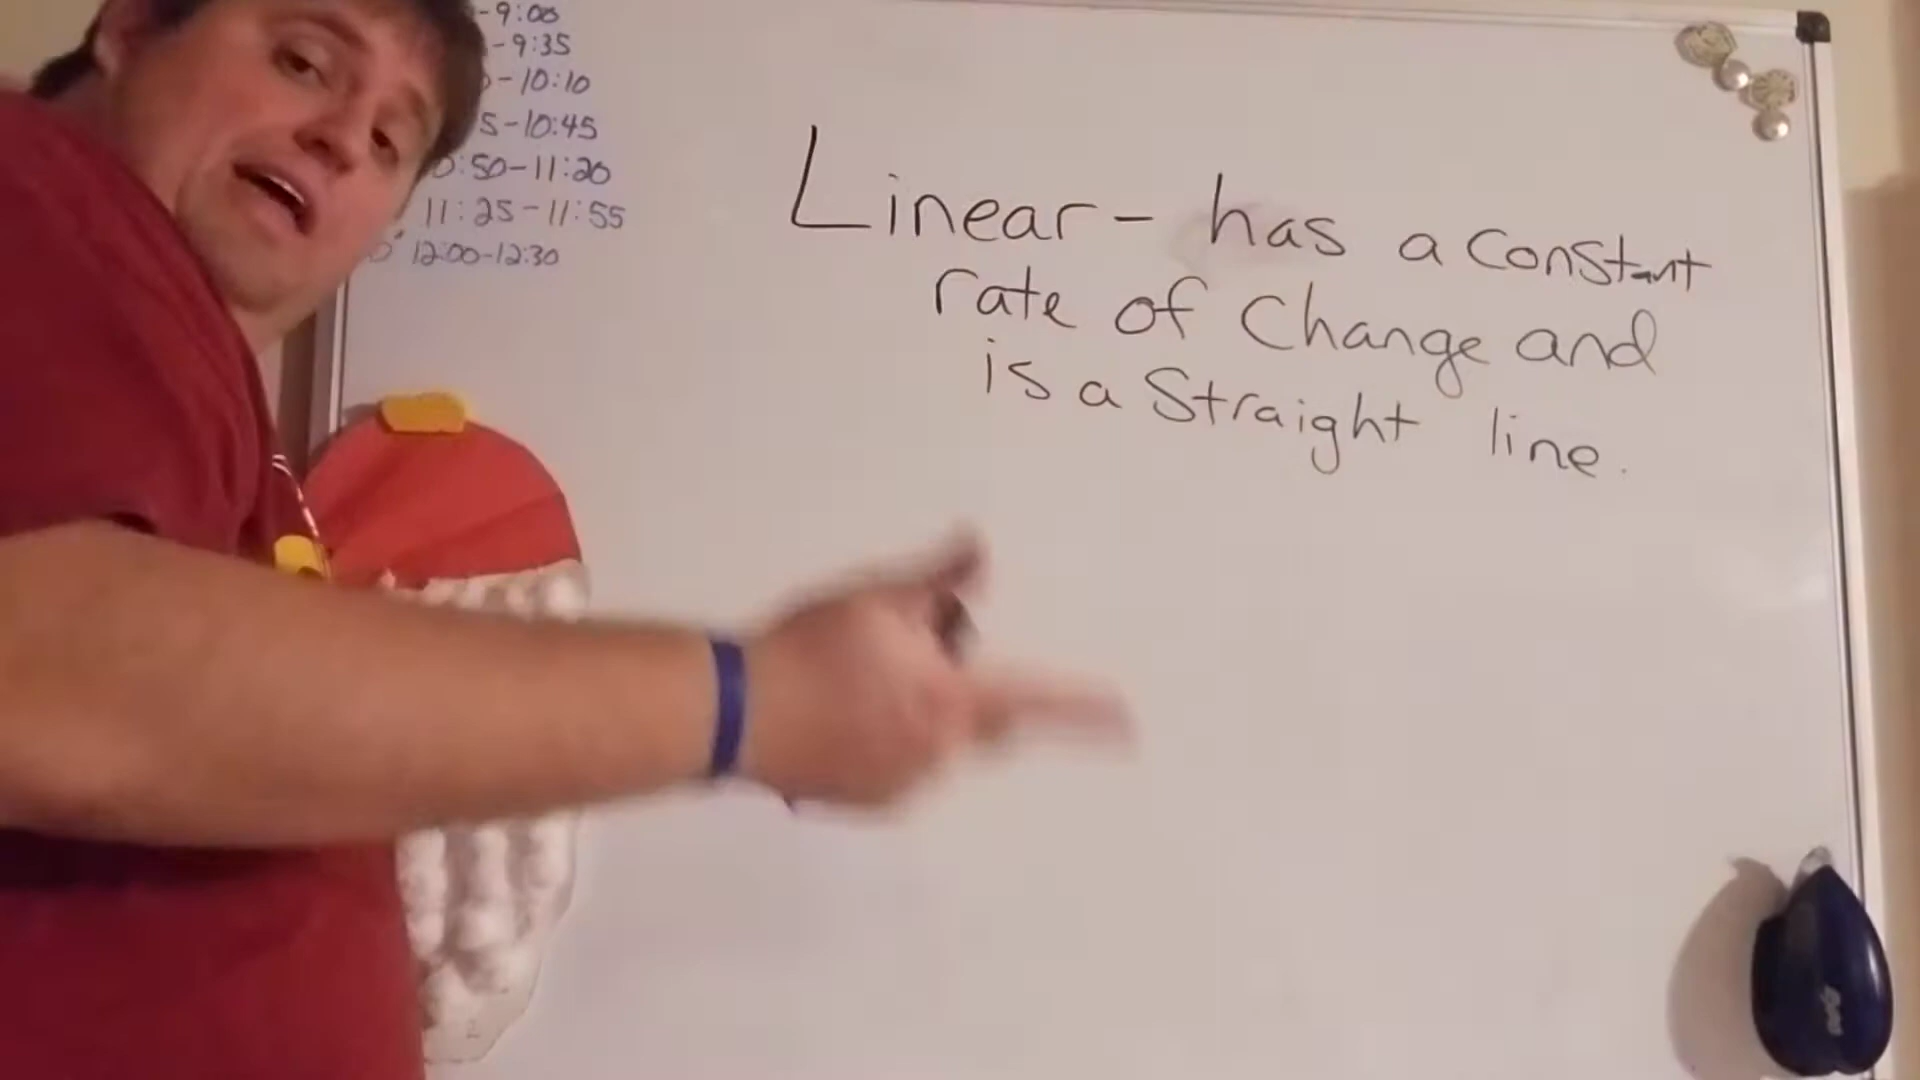 -9:00
-9:35
-10:10
5-10:45
0:50-11:20
11:25-11:55
12:00-12:30
Linear- has a constant
rate of Change and
is a Straight line.